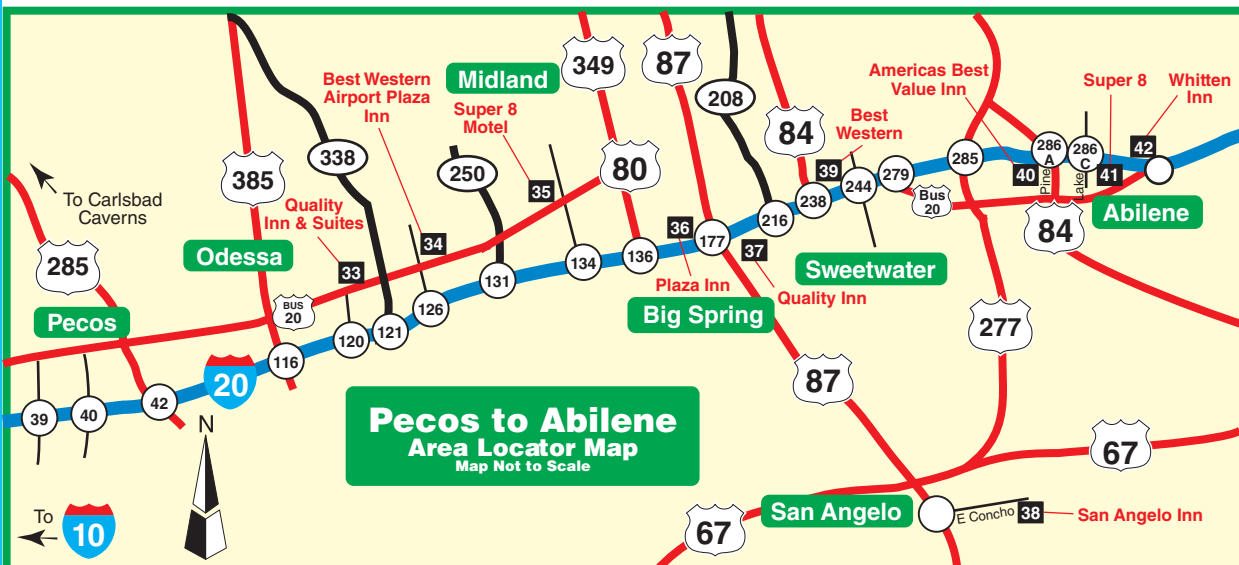 349
87
208
84
Midland
Best Western
Airport Plaza
Inn
Super 8
Motel
Americas Best
Value Inn
Super 8
Whitten
Inn
Best
Western
338
385
250
35
80
39
244
279
285
286
A
286
C
42
40
41
Pine
Lake
Bus
20
Abilene
84
To Carlsbad
Caverns
Quality
Inn & Suites
34
33
Odessa
285
Pecos
BUS
20
36
177
37
216
238
Sweetwater
Plaza Inn
Quality Inn
Big Spring
277
39
40
42
20
116
120
121
126
131
134
136
87
Pecos to Abilene
Area Locator Map
Map Not to Scale
N
67
San Angelo
67
E Concho
38
San Angelo Inn
To
10